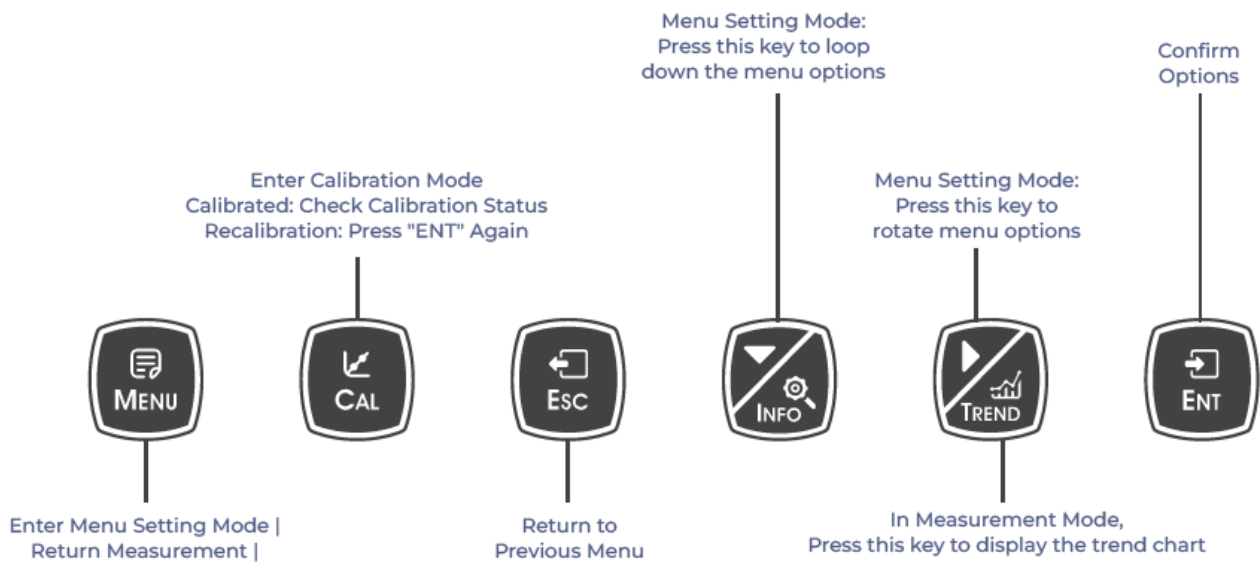 Menu Setting Mode:
Press this key to loop
down the menu options
Confirm
Options
Enter Calibration Mode
Calibrated: Check Calibration Status
Recalibration: Press "ENT" Again
Menu Setting Mode:
Press this key to
rotate menu options
MENU
CAL
ESC
INFO
TREND
ENT
Enter Menu Setting Mode |
Return Measurement |
Return to
Previous Menu
In Measurement Mode,
Press this key to display the trend chart